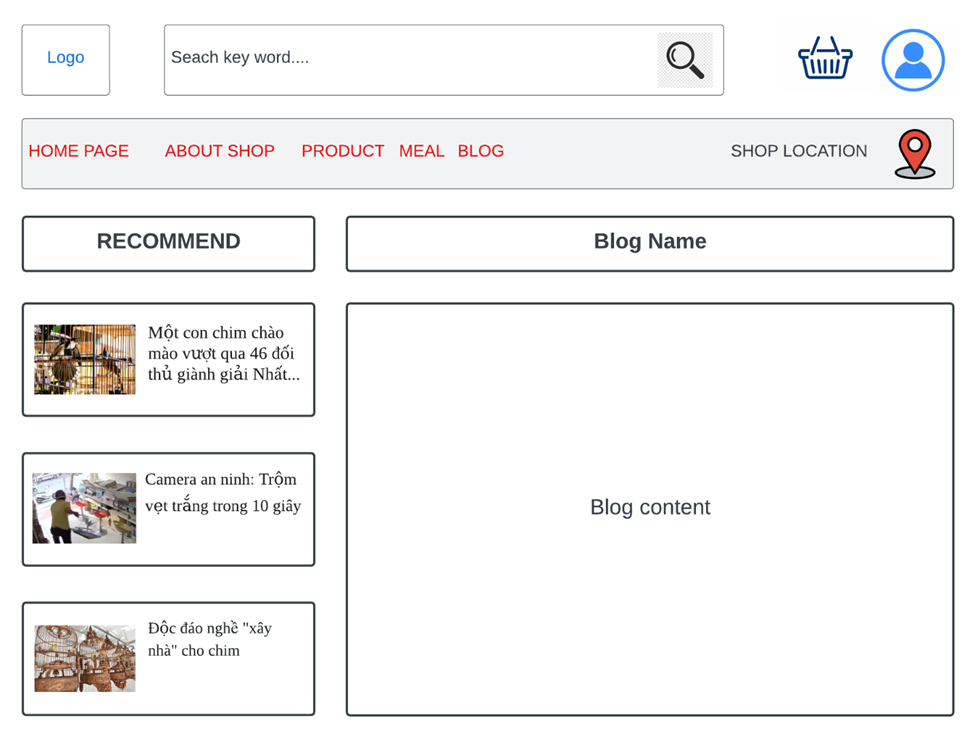 Logo
Seach key word....
HOME PAGE ABOUT SHOP PRODUCT MEAL BLOG SHOP LOCATION
RECOMMEND
Blog Name
Một con chim chào
mào vượt qua 46 đối
thủ giành giải Nhất...
Camera an ninh: Trộm
vẹt trắng trong 10 giây
Độc đáo nghề "xây
nhà" cho chim
Blog content